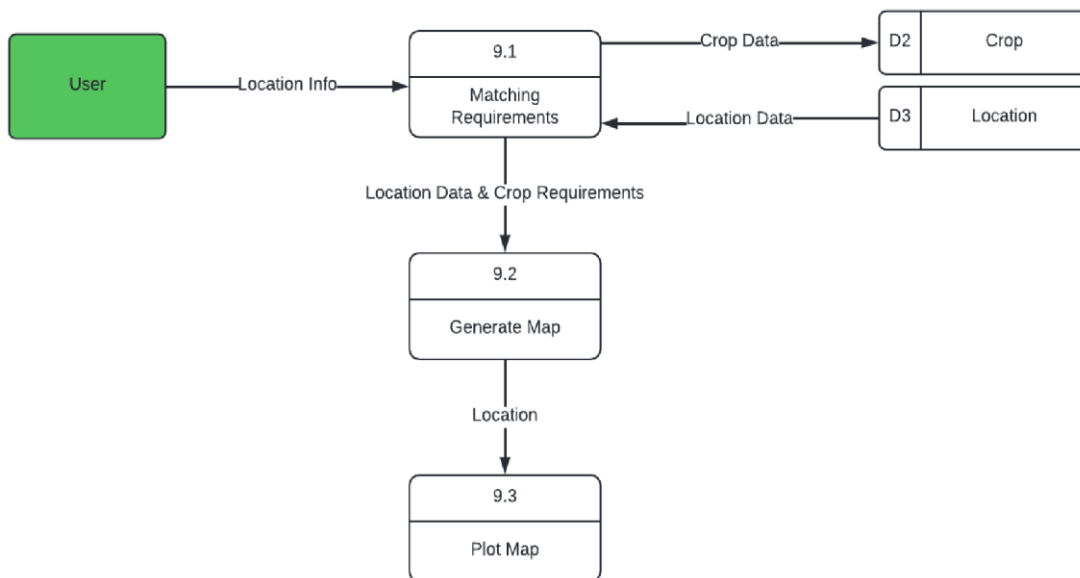 User
Location Info
9.1
Matching
Requirements
Crop Data
D2
Crop
Location Data
D3
Location
Location Data & Crop Requirements
9.2
Generate Map
Location
9.3
Plot Map